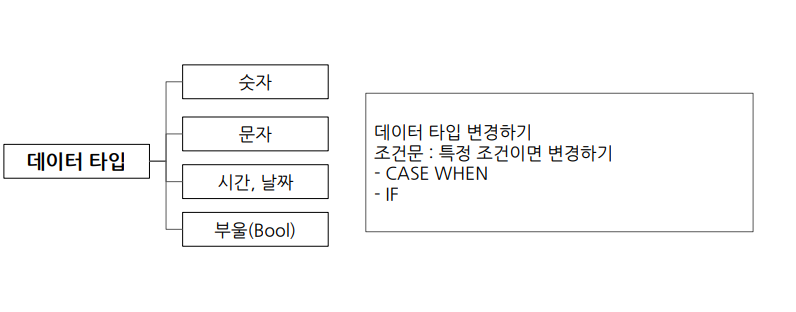 데이터 타입
숫자
문자
시간, 날짜
부울(Bool)
데이터 타입 변경하기
조건문 : 특정 조건이면 변경하기
- CASE WHEN
- IF